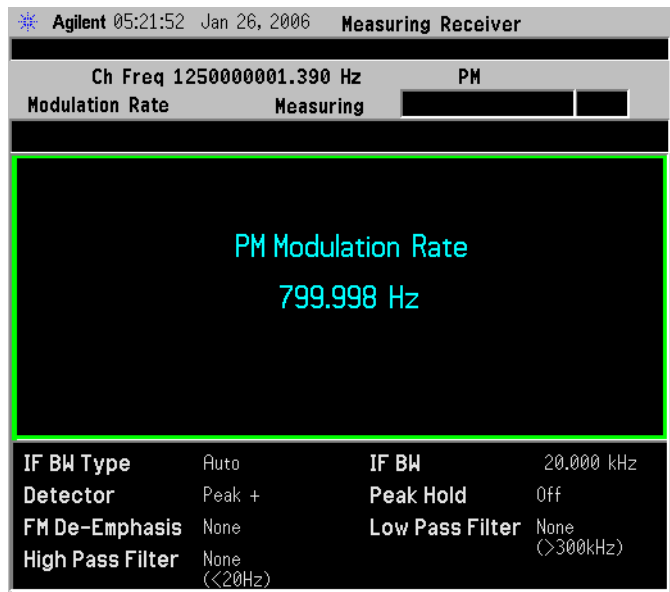 Agilent 05:21:52 Jan 26, 2006 Measuring Receiver
Ch Freq 1250000001.390 Hz PM
Modulation Rate Measuring
PM Modulation Rate
799.998 Hz
IF BW Type Auto IF BW 20.000 kHz
Detector Peak + Peak Hold Off
FM De-Emphasis None Low Pass Filter None
(>300kHz)
High Pass Filter None
(<20Hz)